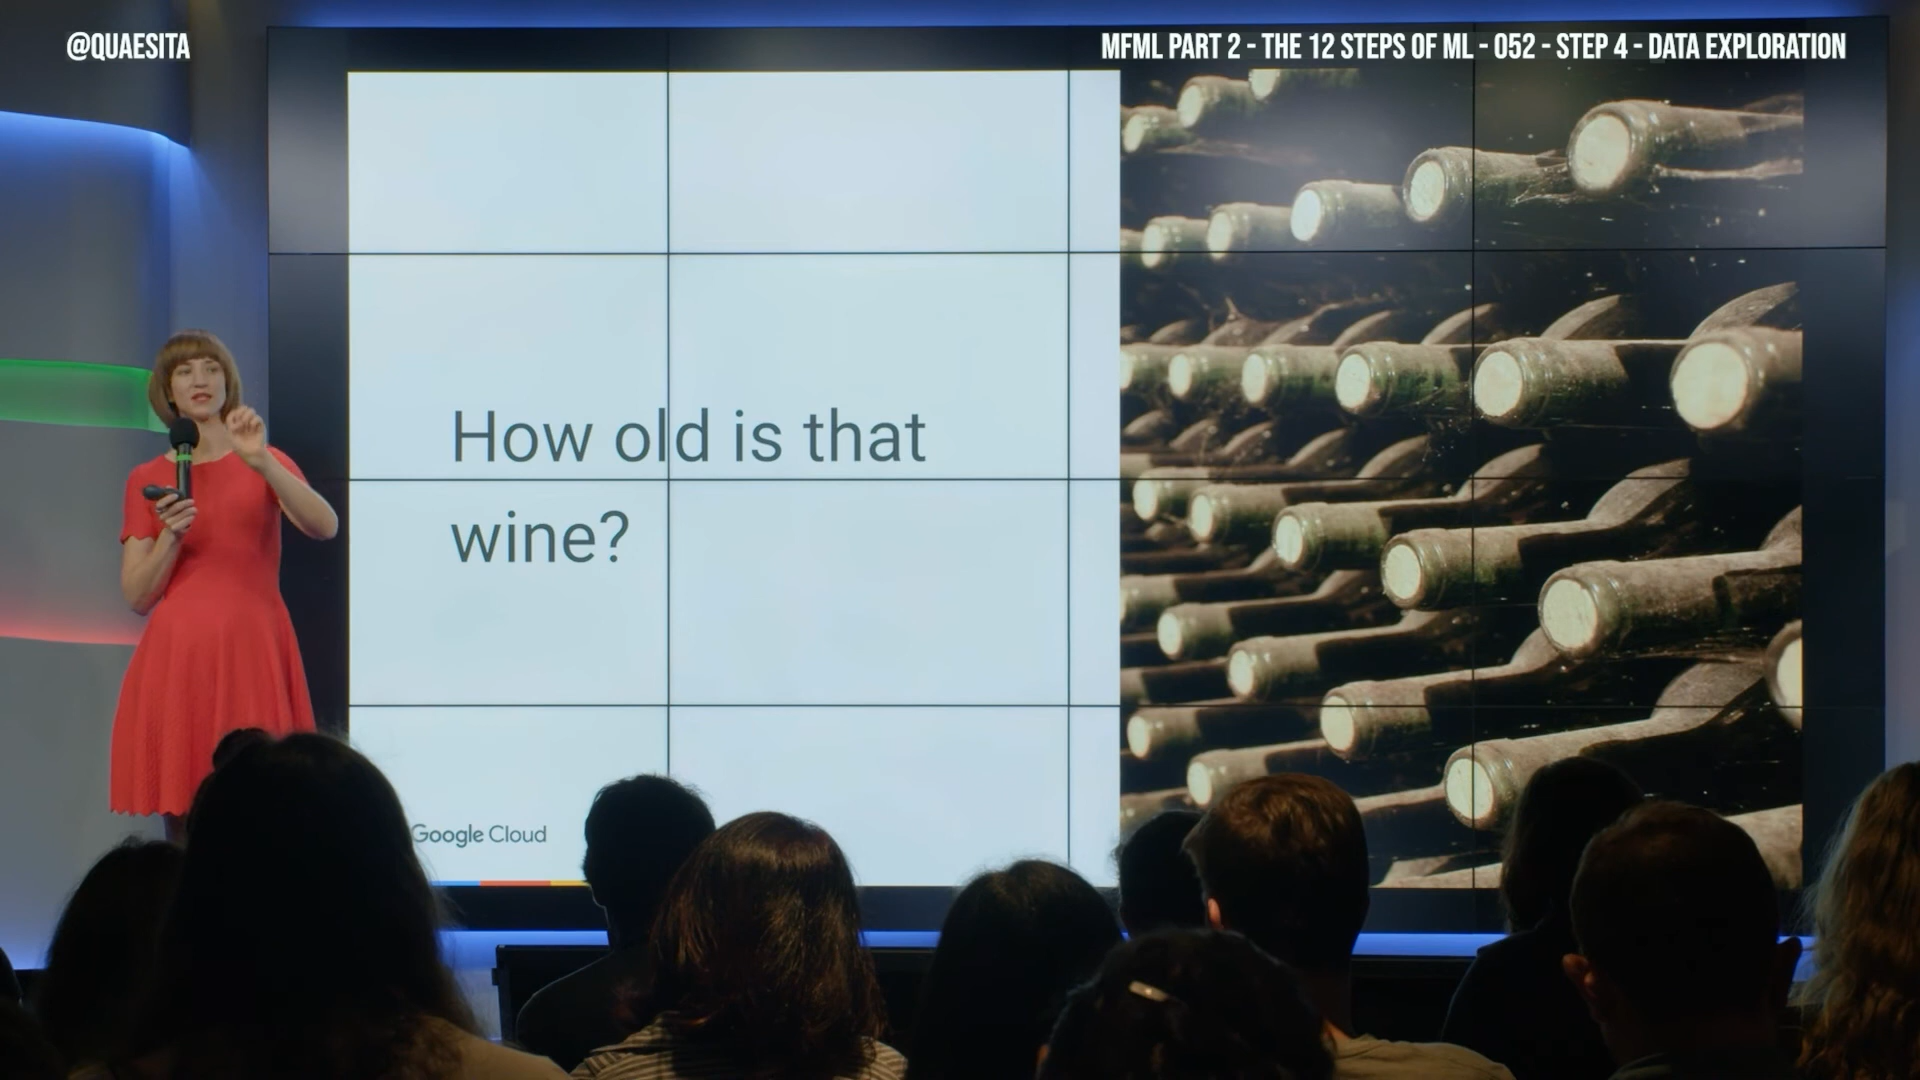 @QUAESITA
MFML PART 2 - THE 12 STEPS OF ML - 052 - STEP 4 - DATA EXPLORATION
How old is that
wine?
Google Cloud